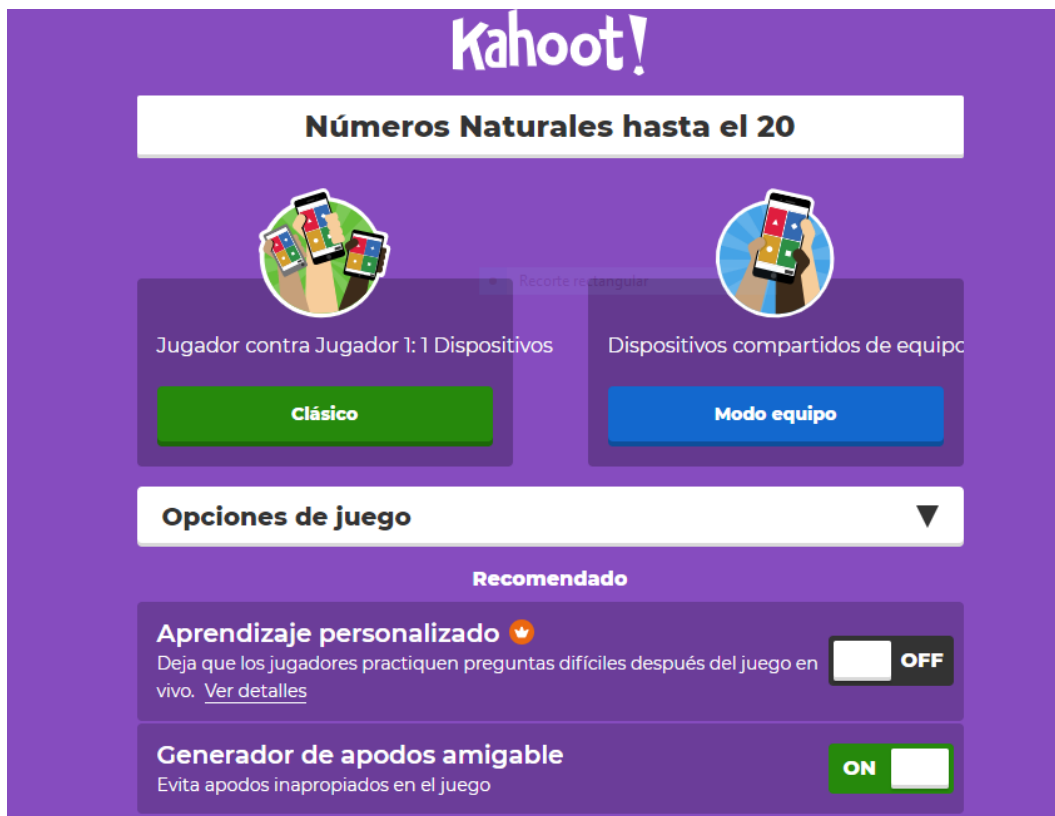 Kahoot!
Números Naturales hasta el 20
Recorte rectangular
Jugador contra Jugador 1: 1 Dispositivos
Dispositivos compartidos de equipo
Clásico
Modo equipo
Opciones de juego
Recomendado
Aprendizaje personalizado
Deja que los jugadores practiquen preguntas difíciles después del juego en
vivo. Ver detalles
OFF
Generador de apodos amigable
Evita apodos inapropiados en el juego
ON